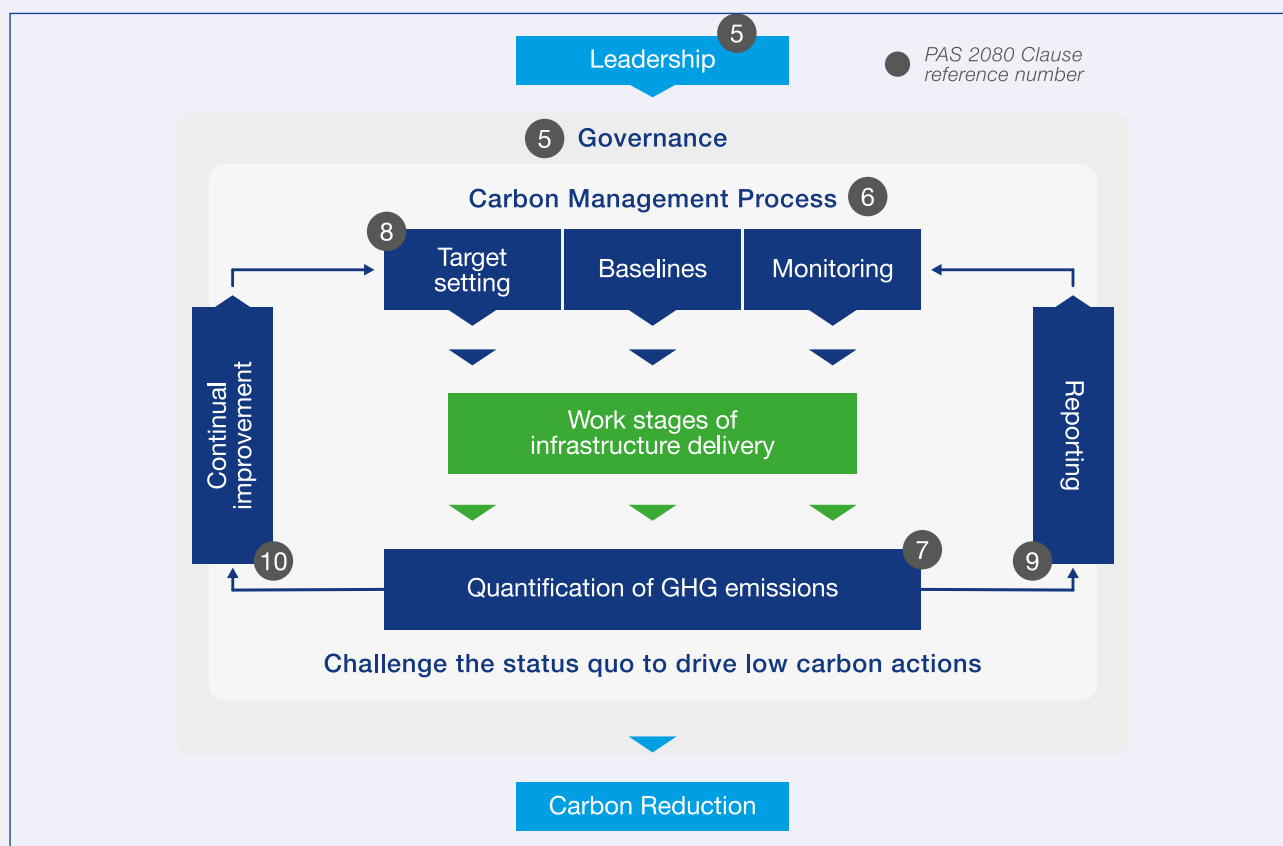 5
Leadership
PAS 2080 Clause
reference number
5 Governance
Carbon Management Process 6
8
Target
setting
Baselines
Monitoring
Continual
improvement
10
Work stages of
infrastructure delivery
Reporting
9
7
Quantification of GHG emissions
Challenge the status quo to drive low carbon actions
Carbon Reduction